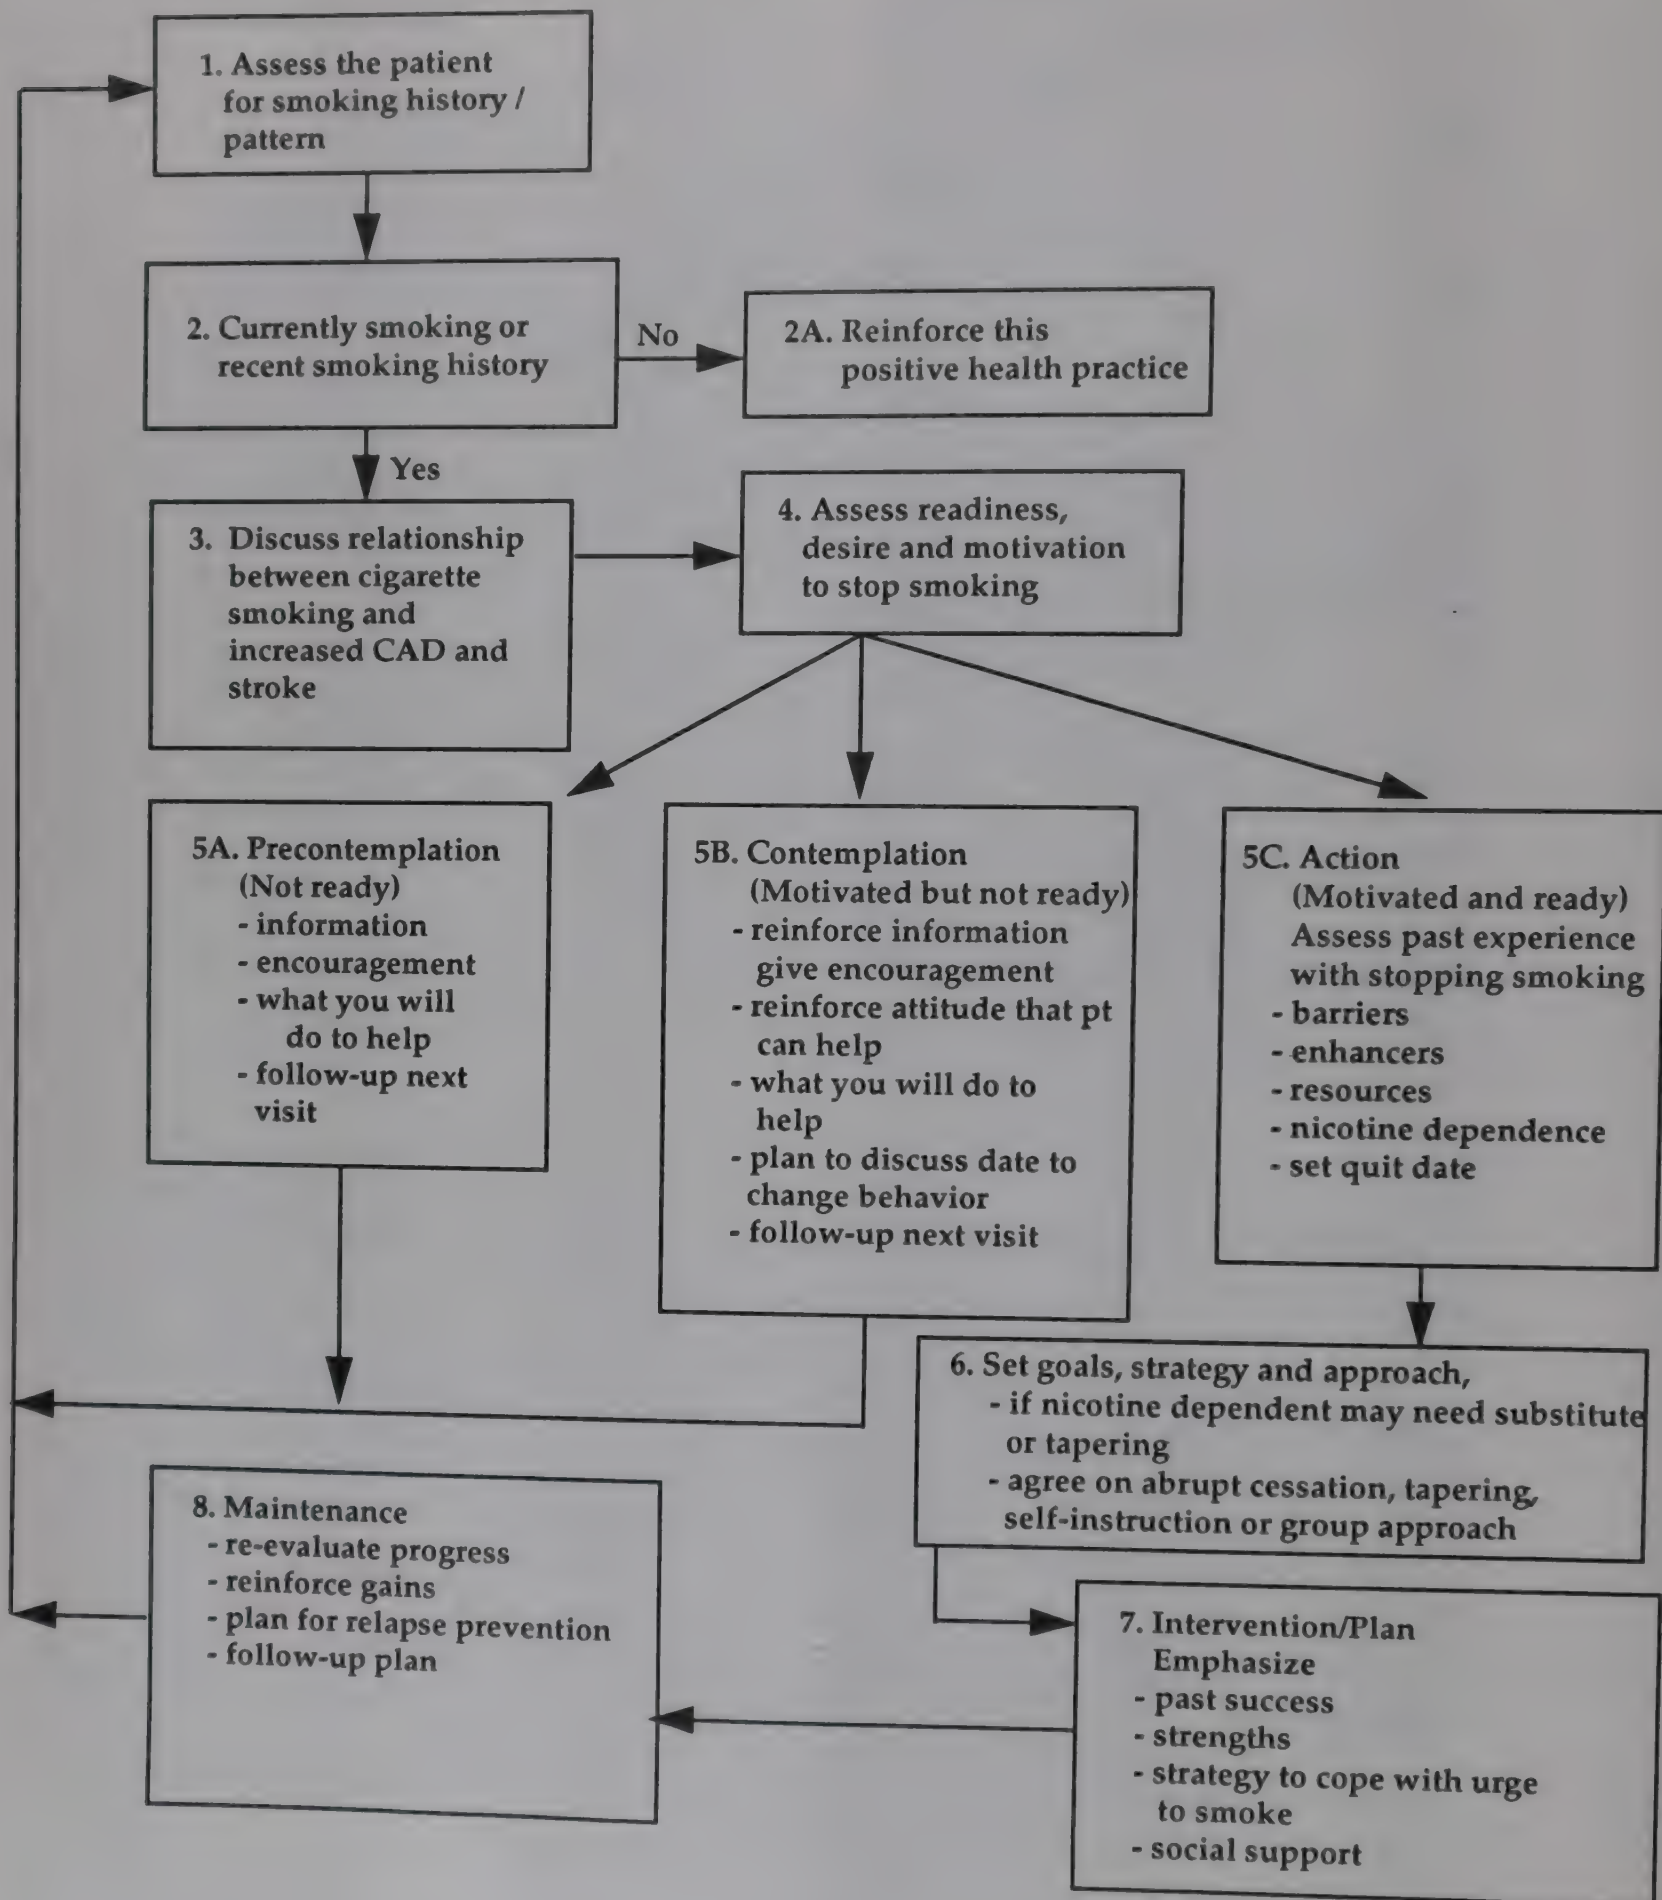 1. Assess the patient
for smoking history /
pattern
2. Currently smoking or
recent smoking history
No
2A. Reinforce this
positive health practice
Yes
3. Discuss relationship
between cigarette
smoking and
increased CAD and
stroke
4. Assess readiness,
desire and motivation
to stop smoking
5A. Precontemplation
(Not ready)
- information
- encouragement
- what you will
do to help
- follow-up next
visit
5B. Contemplation
(Motivated but not ready)
- reinforce information
give encouragement
- reinforce attitude that pt
can help
- what you will do to
help
- plan to discuss date to
change behavior
- follow-up next visit
5C. Action
(Motivated and ready)
Assess past experience
with stopping smoking
- barriers
- enhancers
- resources
- nicotine dependence
- set quit date
6. Set goals, strategy and approach,
- if nicotine dependent may need substitute
or tapering
- agree on abrupt cessation, tapering,
self-instruction or group approach
7. Intervention/Plan
Emphasize
- past success
- strengths
- strategy to cope with urge
to smoke
- social support
8. Maintenance
- re-evaluate progress
- reinforce gains
- plan for relapse prevention
- follow-up plan